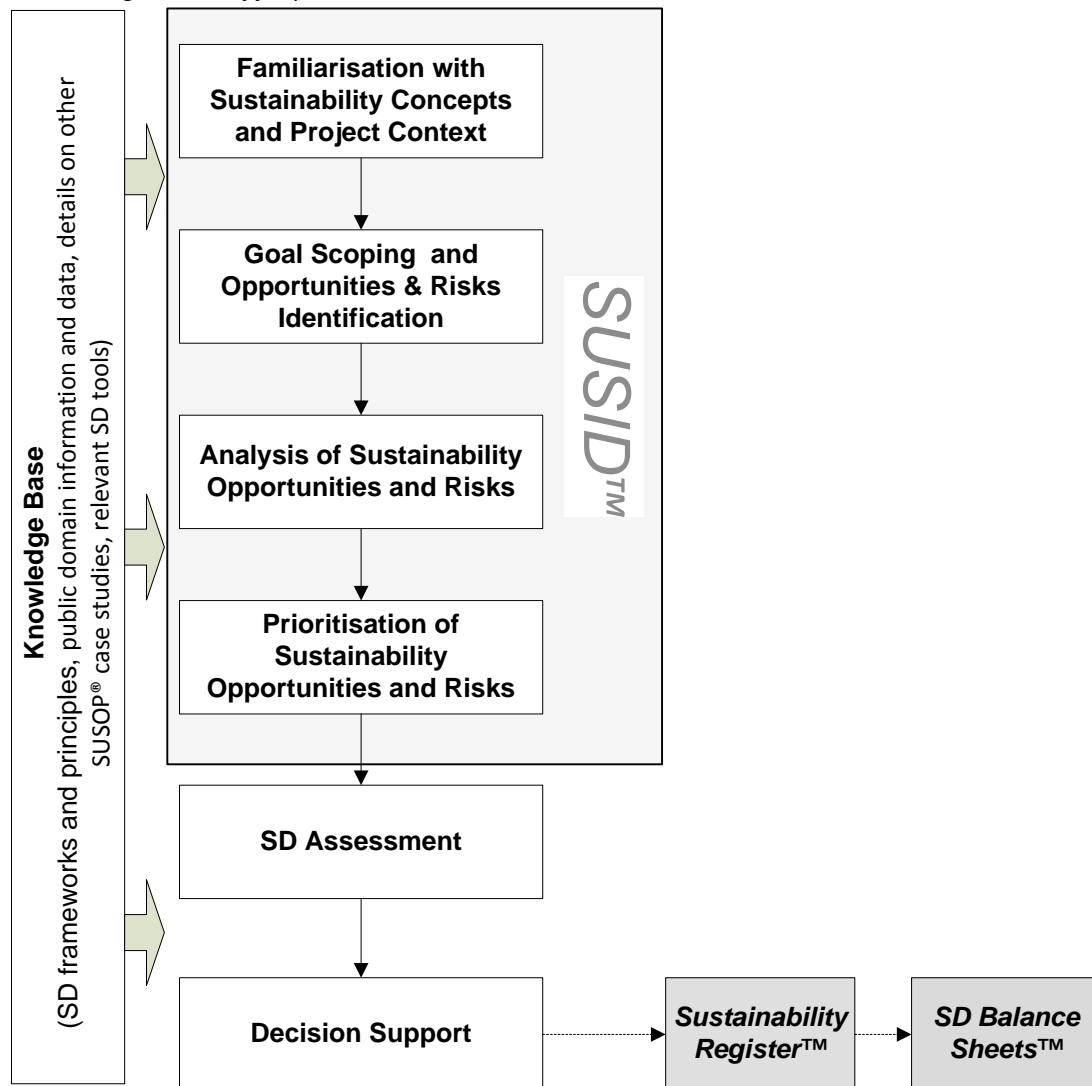 Knowledge Base
(SD frameworks and principles, public domain information and data, details on other
SUSOP® case studies, relevant SD tools)
Familiarisation with
Sustainability Concepts
and Project Context
Goal Scoping and
Opportunities & Risks
Identification
Analysis of Sustainability
Opportunities and Risks
Prioritisation of
Sustainability
Opportunities and Risks
SUSID™
SD Assessment
Decision Support
Sustainability
Register™
SD Balance
Sheets™